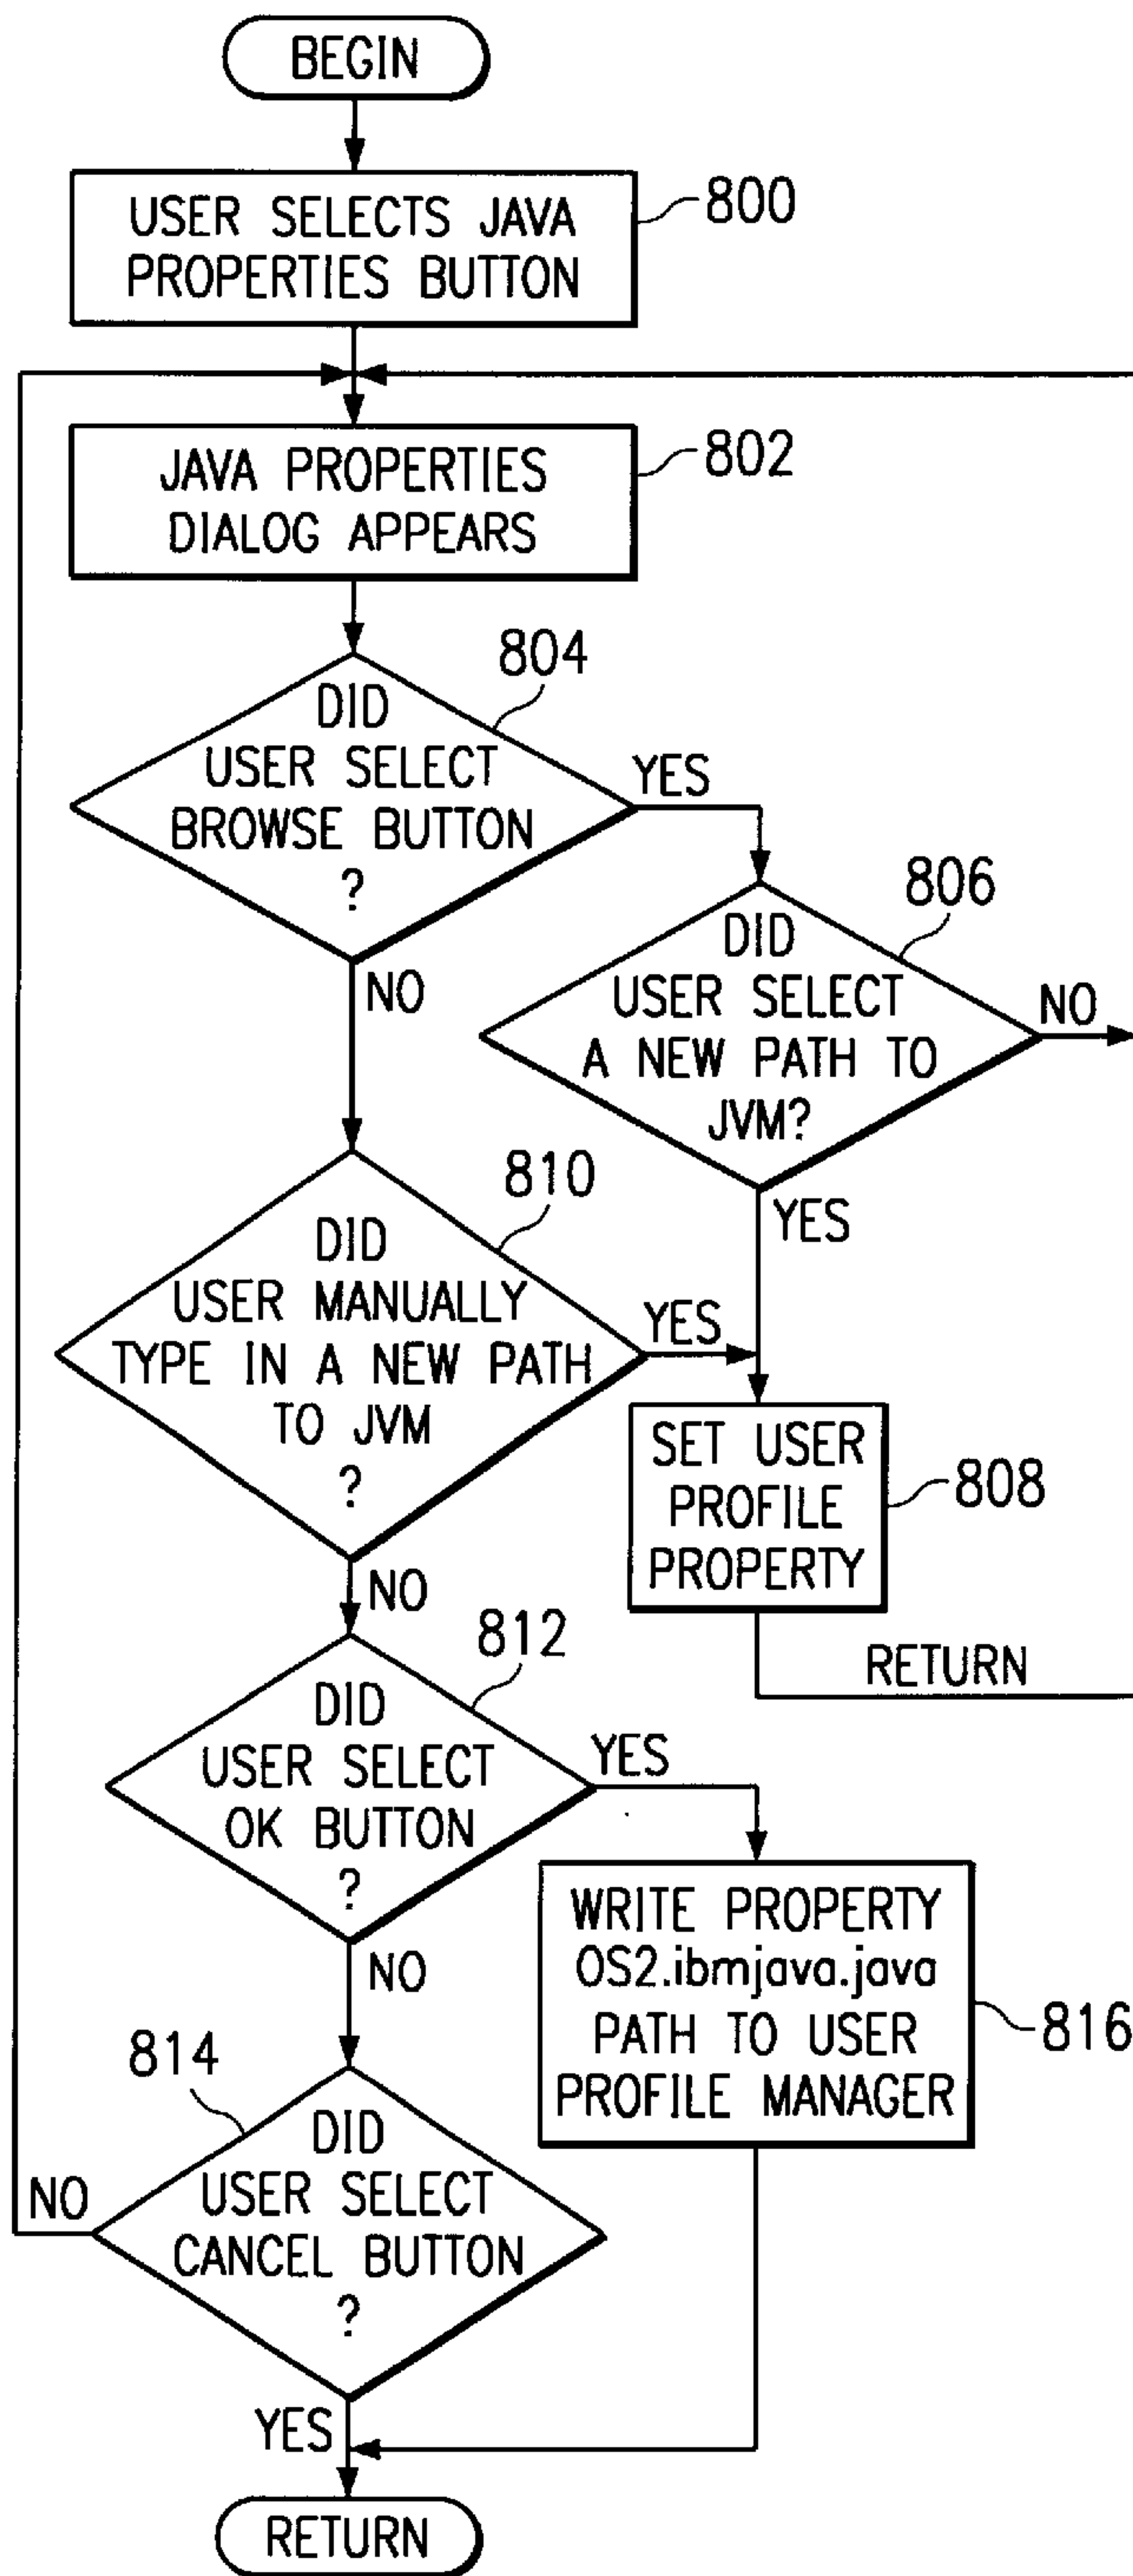 BEGIN
USER SELECTS JAVA
PROPERTIES BUTTON
800
JAVA PROPERTIES
DIALOG APPEARS
802
804
DID
USER SELECT
BROWSE BUTTON
?
YES
NO
806
DID
USER SELECT
A NEW PATH TO
JVM?
NO
YES
810
DID
USER MANUALLY
TYPE IN A NEW PATH
TO JVM
?
YES
NO
SET USER
PROFILE
PROPERTY
808
RETURN
812
DID
USER SELECT
OK BUTTON
?
YES
NO
WRITE PROPERTY
OS2.ibmjava.java
PATH TO USER
PROFILE MANAGER
816
814
DID
USER SELECT
CANCEL BUTTON
?
NO
YES
RETURN